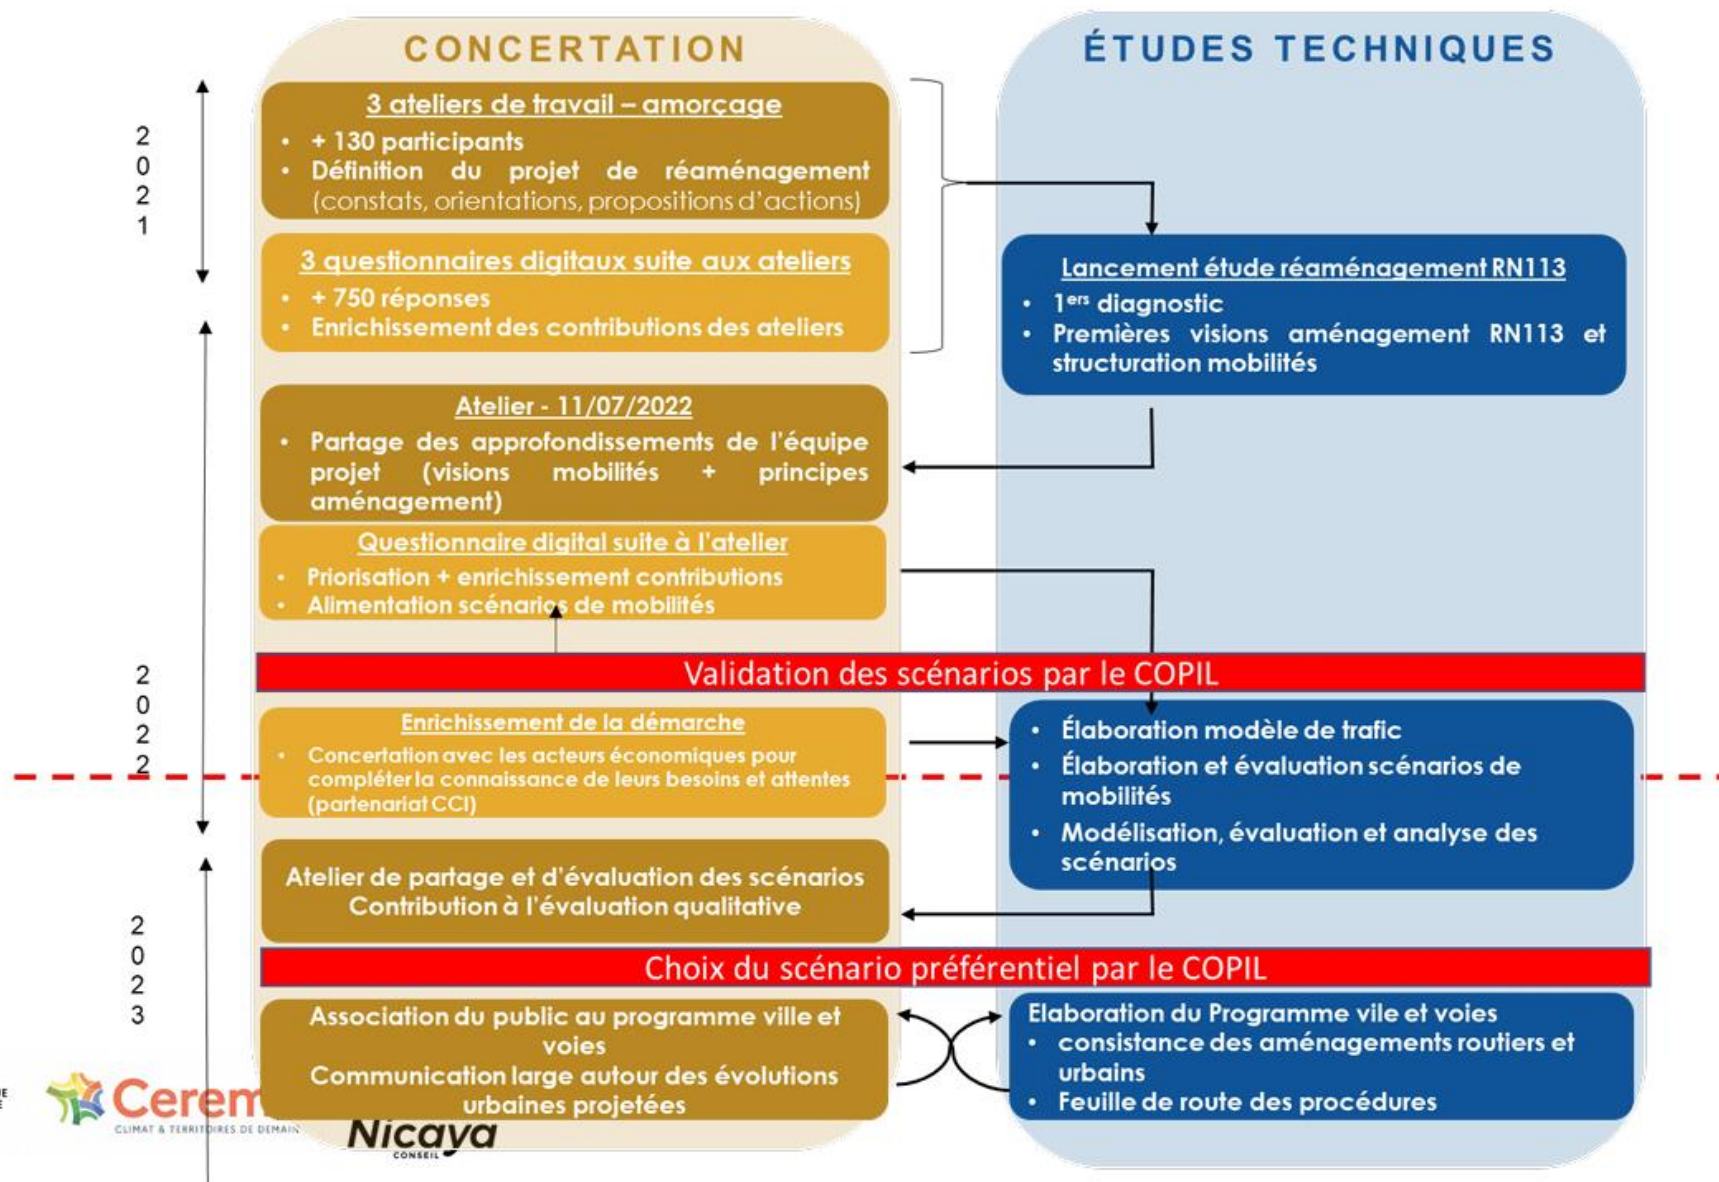 CONCERTATION
3 ateliers de travail – amorçage
• + 130 participants
• Définition du projet de réaménagement
(constats, orientations, propositions d'actions)
3 questionnaires digitaux suite aux ateliers
• + 750 réponses
• Enrichissement des contributions des ateliers
Atelier - 11/07/2022
• Partage des approfondissements de l'équipe
projet (visions mobilités + principes
aménagement)
Questionnaire digital suite à l'atelier
• Priorisation + enrichissement contributions
• Alimentation scénarios de mobilités
ÉTUDES TECHNIQUES
Lancement étude réaménagement RN113
• 1ers diagnostic
• Premières visions aménagement RN113 et
structuration mobilités
2
0
2
1
Validation des scénarios par le COPIL
2
0
2
2
Enrichissement de la démarche
• Concertation avec les acteurs économiques pour
compléter la connaissance de leurs besoins et attentes
(partenariat CCI)
Atelier de partage et d'évaluation des scénarios
Contribution à l'évaluation qualitative
• Élaboration modèle de trafic
• Élaboration et évaluation scénarios de
mobilités
• Modélisation, évaluation et analyse des
scénarios
Choix du scénario préférentiel par le COPIL
2
0
2
3
Association du public au programme ville et
voies
Communication large autour des évolutions
urbaines projetées
Elaboration du Programme vile et voies
• consistance des aménagements routiers et
urbains
• Feuille de route des procédures
Cerem
CLIMAT & TERRITOIRES DE DEMAIN
Nicaya
CONSEIL